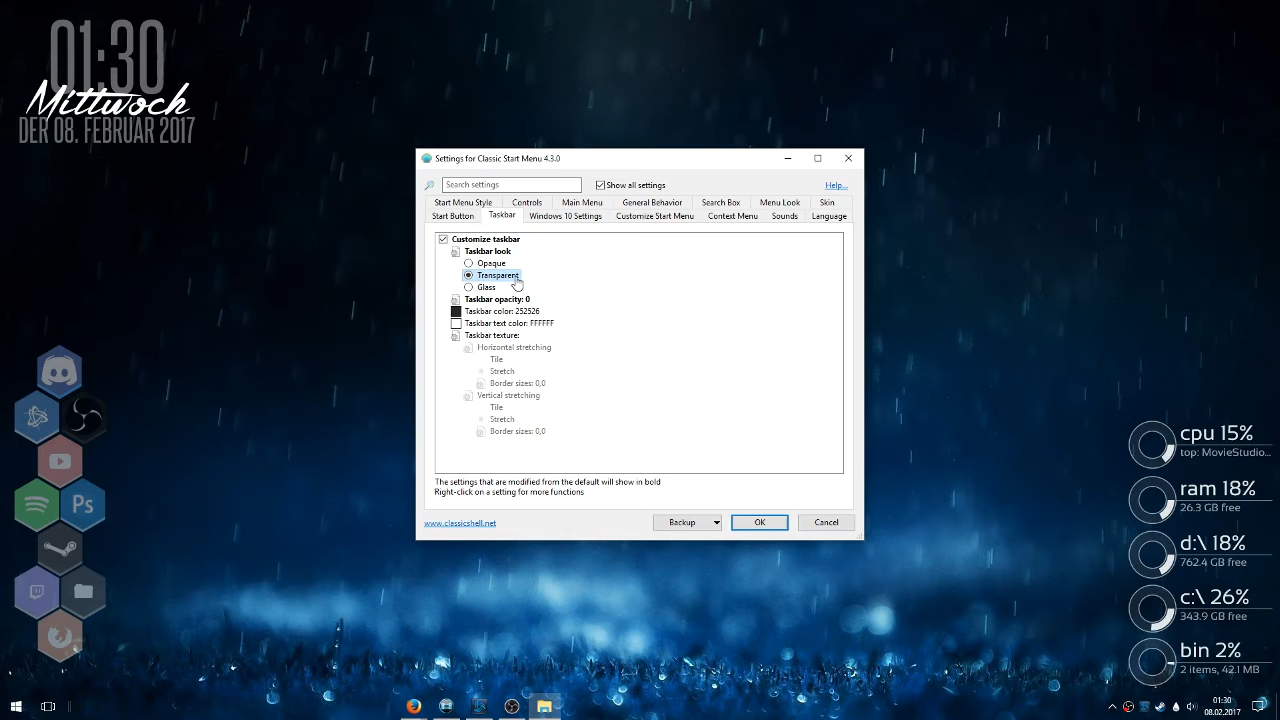 01:30
Mittwoch
DER 08. FEBRUAR 2017
Settings for Classic Start Menu 4.3.0
Search settings
Show all settings
Help...
Start Menu Style
Controls
Main Menu
General Behavior
Search Box
Menu Look
Skin
Start Button
Taskbar
Windows 10 Settings
Customize Start Menu
Context Menu
Sounds
Language
Customize taskbar
Taskbar look
Opaque
Transparent
Glass
Taskbar opacity: 0
Taskbar color: 252526
Taskbar text color: FFFFFF
Taskbar texture:
Horizontal stretching
Tile
Stretch
Border sizes: 0,0
Vertical stretching
Tile
Stretch
Border sizes: 0,0
The settings that are modified from the default will show in bold
Right-click on a setting for more functions
www.classicshell.net
Backup
OK
Cancel
Ps
cpu 15%
top: MovieStudio...
ram 18%
26.3 GB free
d:\ 18%
762.4 GB free
c:\ 26%
343.9 GB free
bin 2%
2 items, 42.1 MB
01:30
08.02.2017